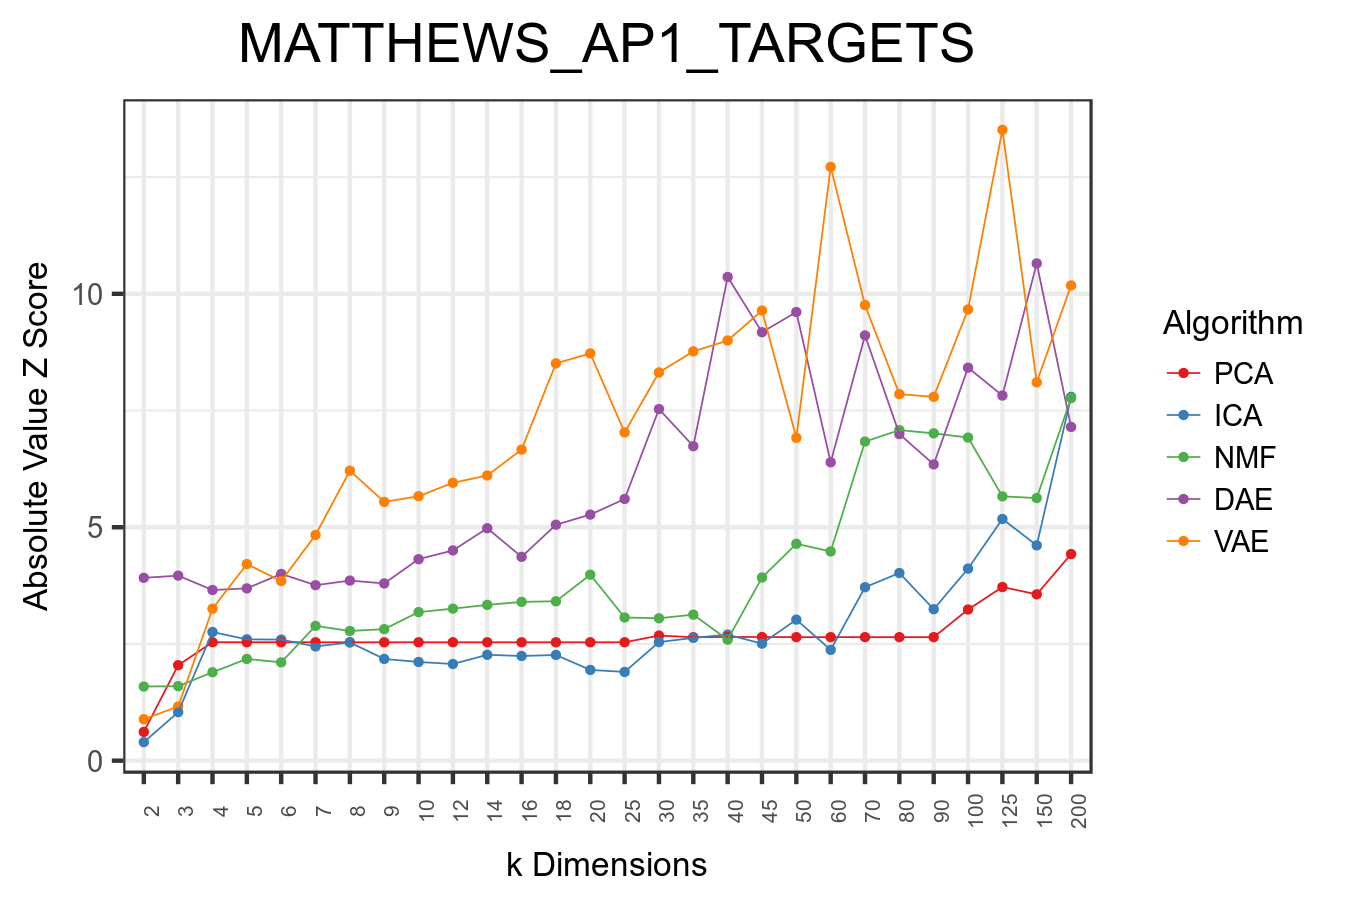 MATTHEWS_AP1_TARGETS
Absolute Value Z Score
10
5
0
2 3 4 5 6 7 8 9 10 12 14 16 18 20 25 30 35 40 45 50 60 70 80 90 100 125 150 200
k Dimensions
Algorithm
PCA
ICA
NMF
DAE
VAE